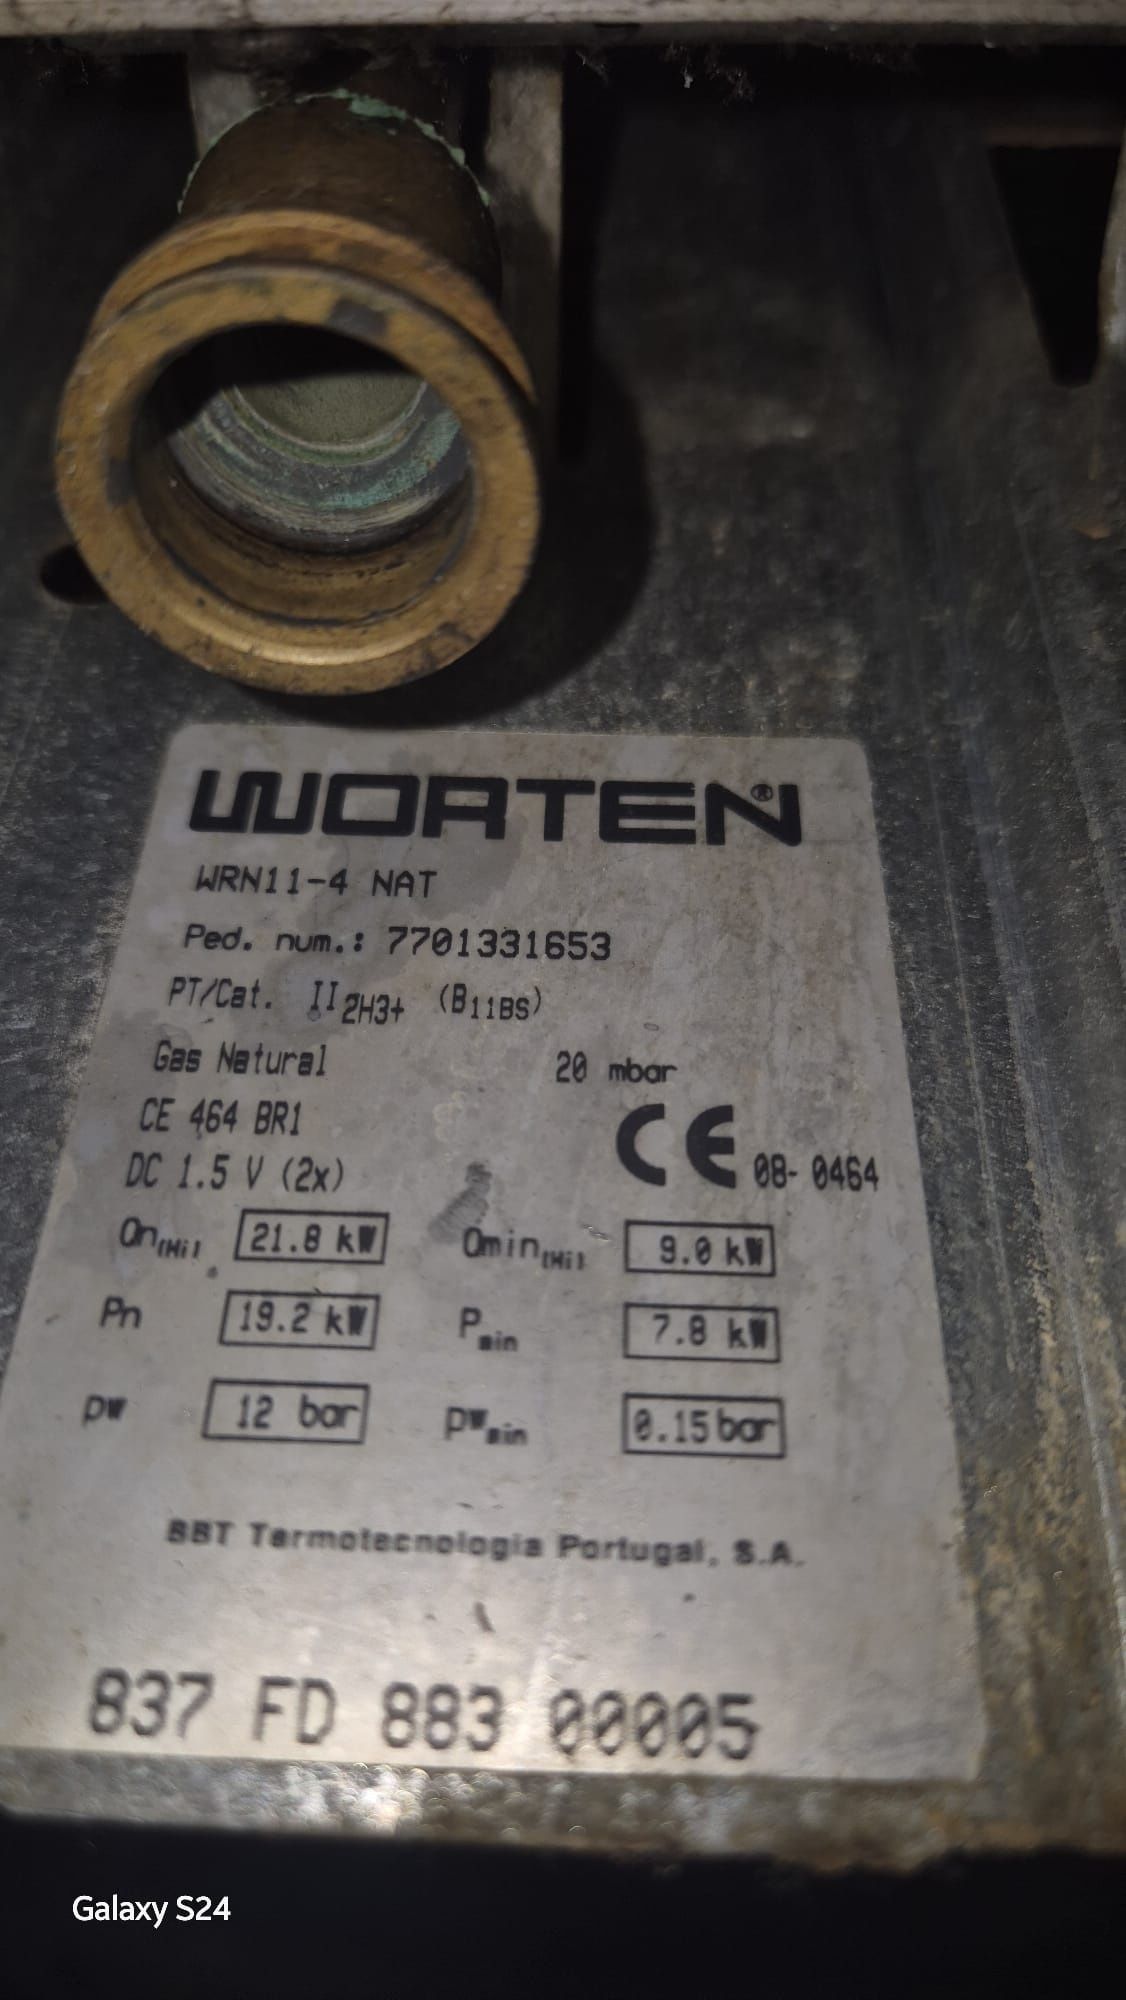 WORTEN®
WRN11-4 NAT
Ped. num.: 7701331653
PT/Cat. II2H3+ (B11BS)
Gas Natural 20 mbar
CE 464 BR1
CE 08-0464
DC 1.5 V (2x)
Qn(Hi) 21.8 kW Qmin(Hi) 9.0 kW
Pn 19.2 kW Pmin 7.8 kW
pw 12 bar pwmin 0.15 bar
BBT Termotecnologia Portugal, S.A.
837 FD 883 00005
Galaxy S24